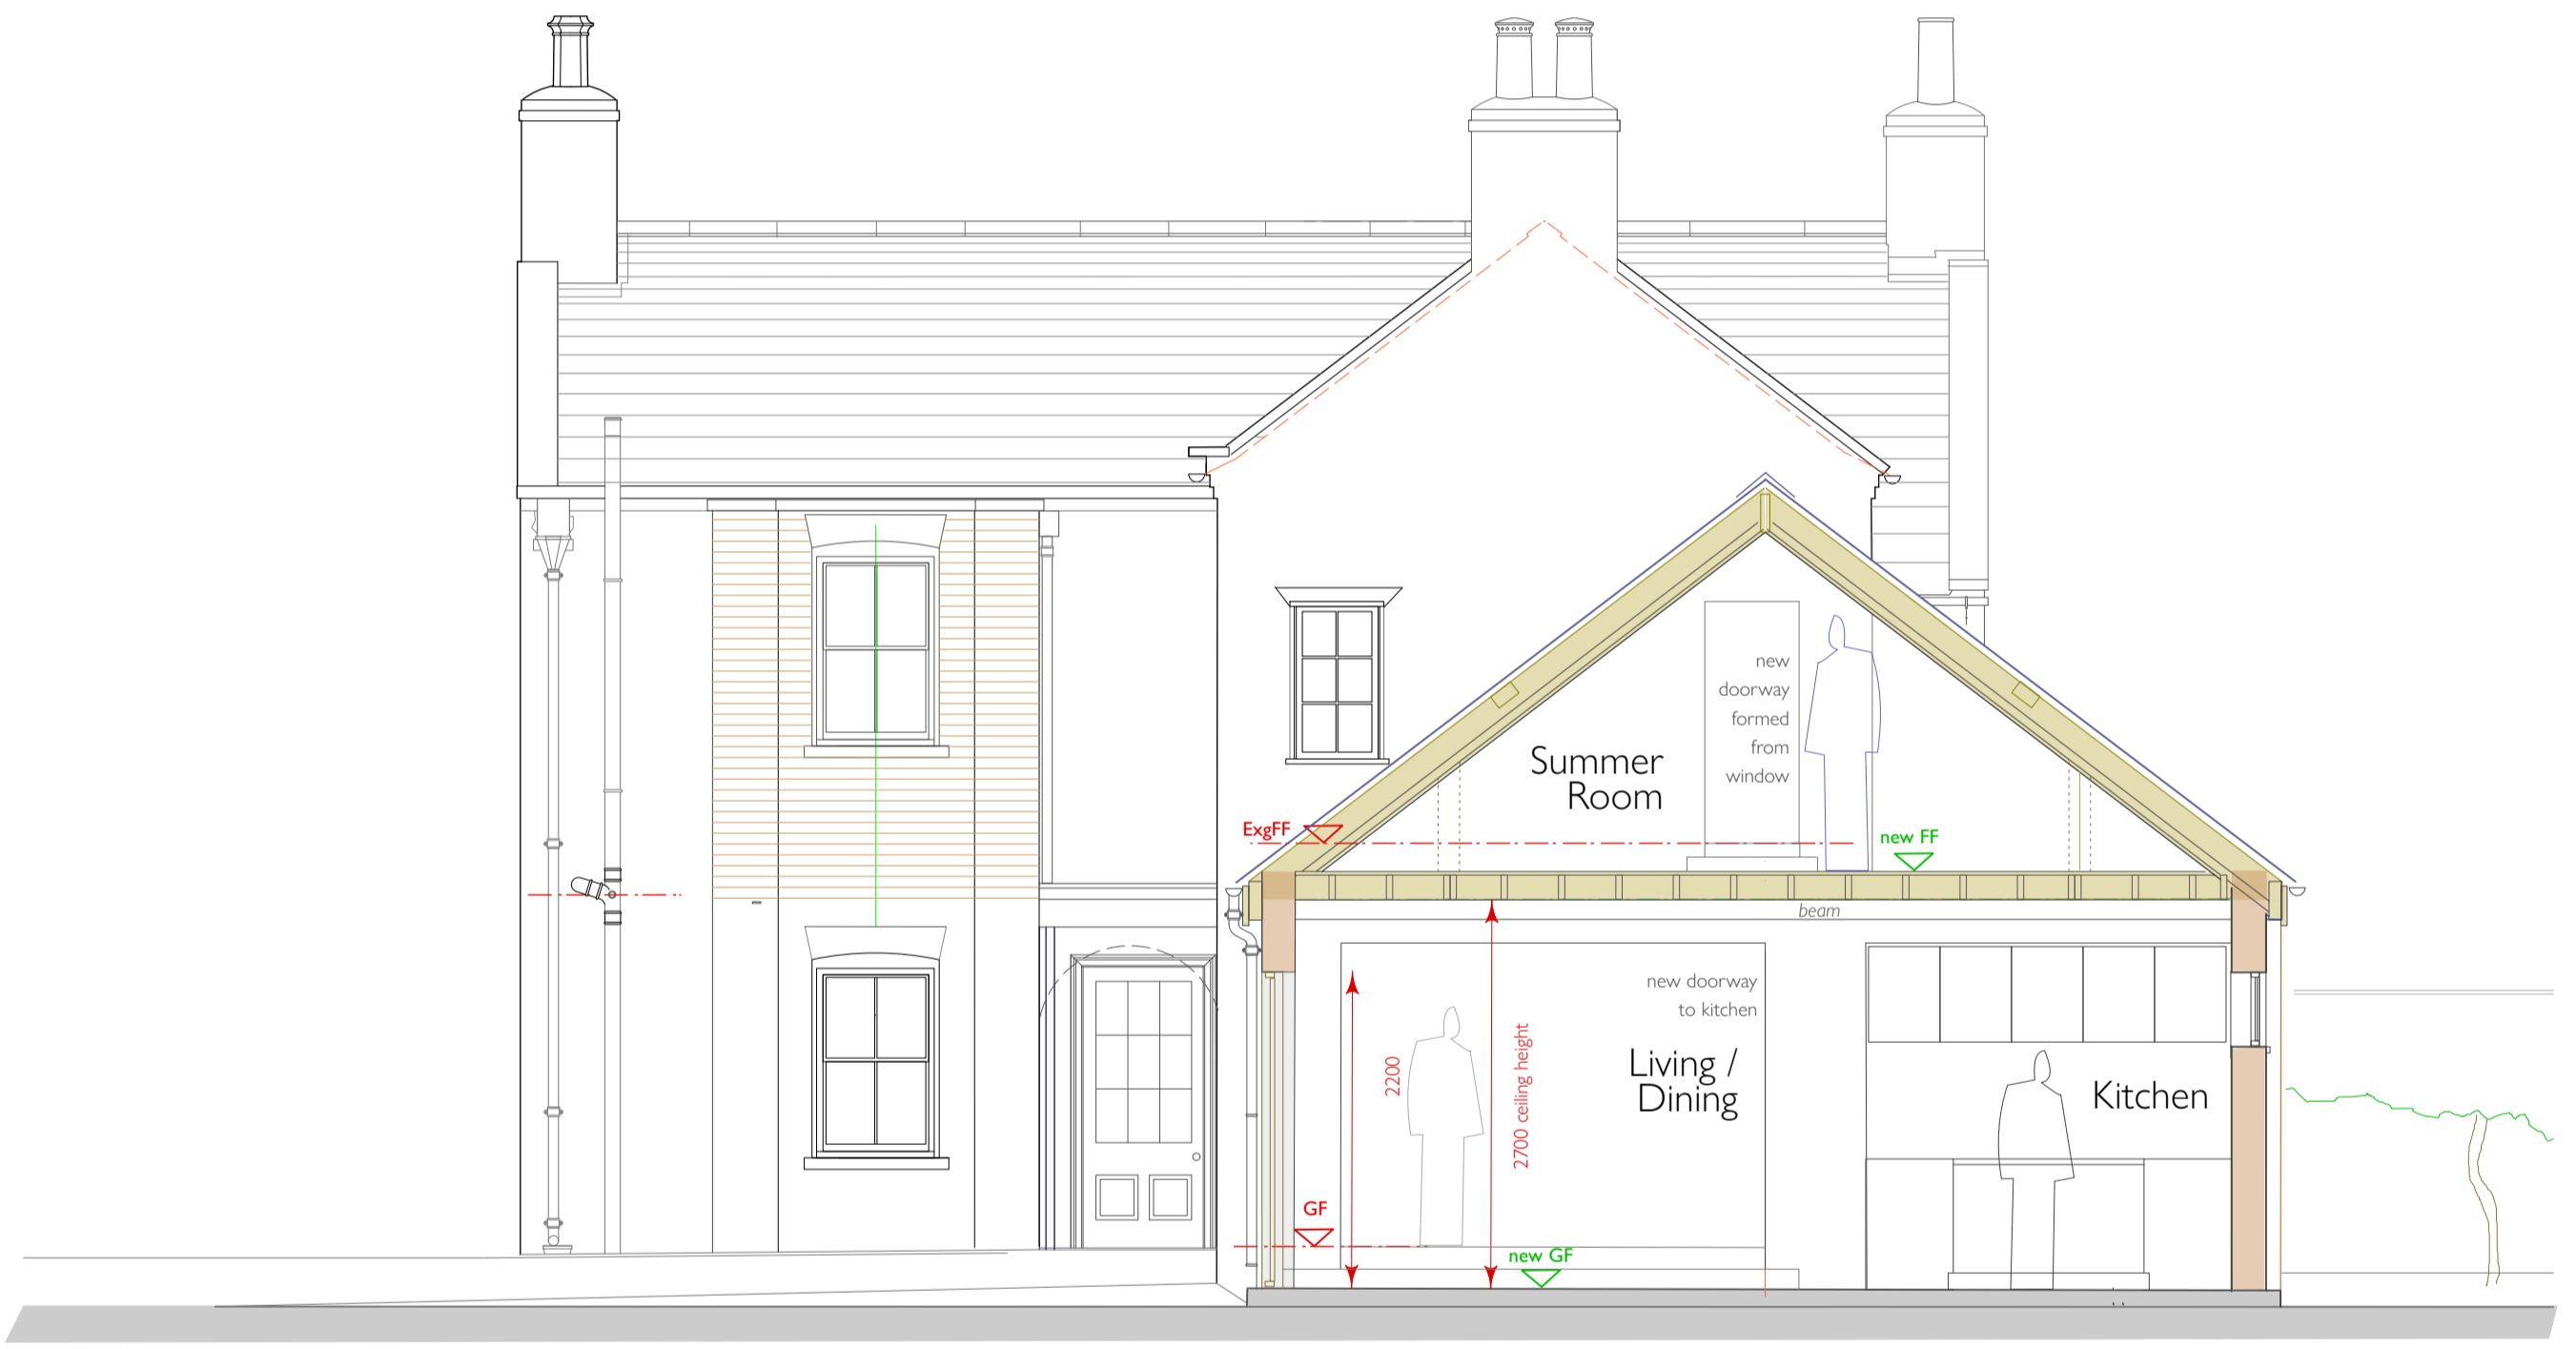 new
doorway
formed
from
window
Summer
Room
ExgFF
new FF
beam
new doorway
to kitchen
Living /
Dining
Kitchen
2200
2700 ceiling height
GF
new GF